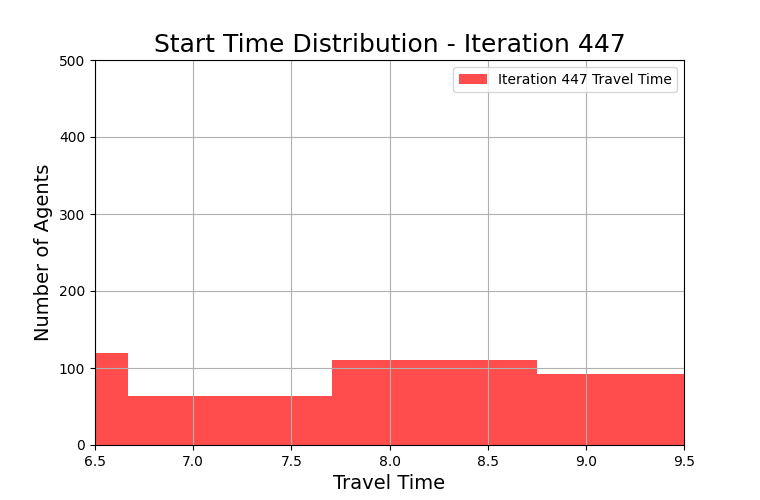 Start Time Distribution - Iteration 447
Iteration 447 Travel Time
Number of Agents
500
400
300
200
100
0
6.5 7.0 7.5 8.0 8.5 9.0 9.5
Travel Time